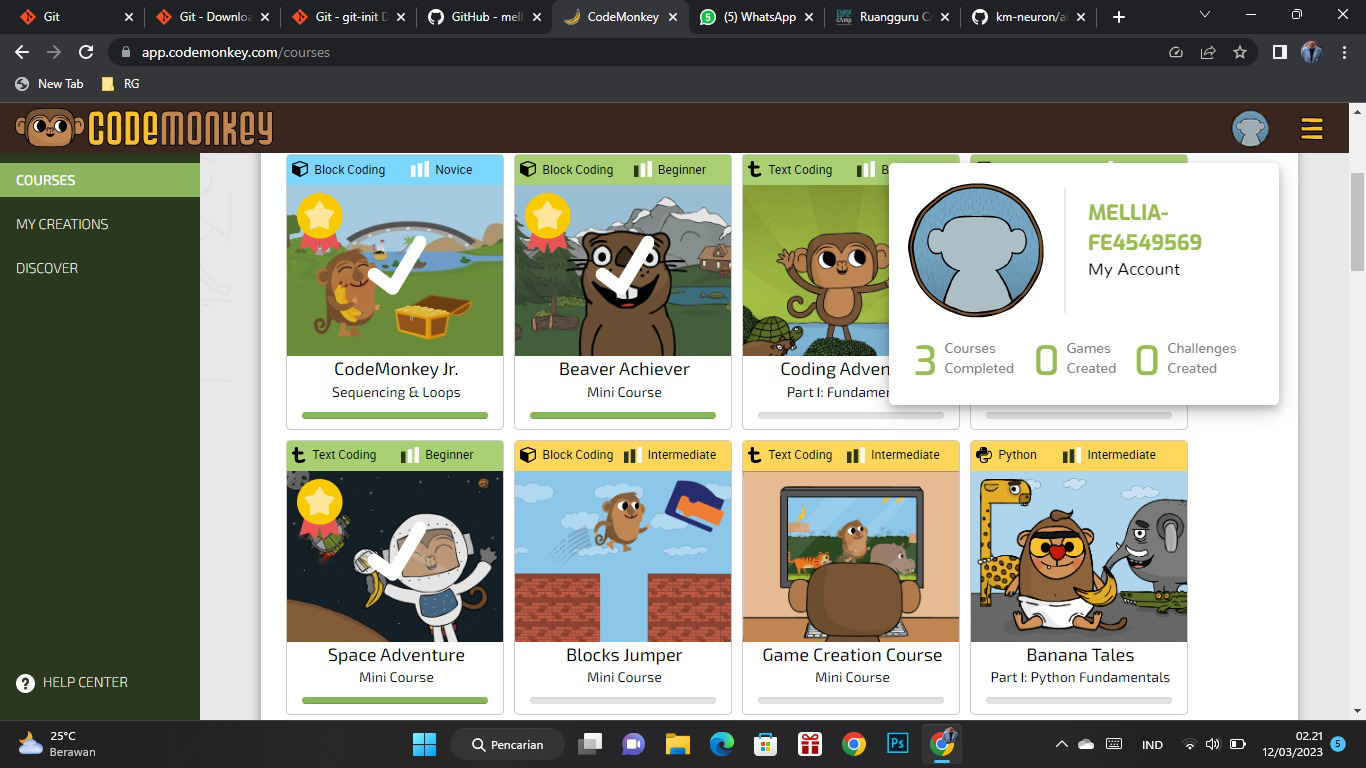 Git
Git - Downloa
Git - git-init D
GitHub - mell
CodeMonkey
(5) WhatsApp
Ruangguru CA
km-neuron/al
app.codemonkey.com/courses
New Tab
RG
CODEMONKEY
COURSES
MY CREATIONS
DISCOVER
HELP CENTER
Block Coding Novice
Block Coding Beginner
Text Coding B
MELLIA-
FE4549569
My Account
3 Courses Completed
0 Games Created
0 Challenges Created
CodeMonkey Jr.
Sequencing & Loops
Beaver Achiever
Mini Course
Coding Adven
Part I: Fundamen
Text Coding Beginner
Block Coding Intermediate
Text Coding Intermediate
Python Intermediate
Space Adventure
Mini Course
Blocks Jumper
Mini Course
Game Creation Course
Mini Course
Banana Tales
Part I: Python Fundamentals
25°C
Berawan
Pencarian
Ps
IND
02.21
12/03/2023
5